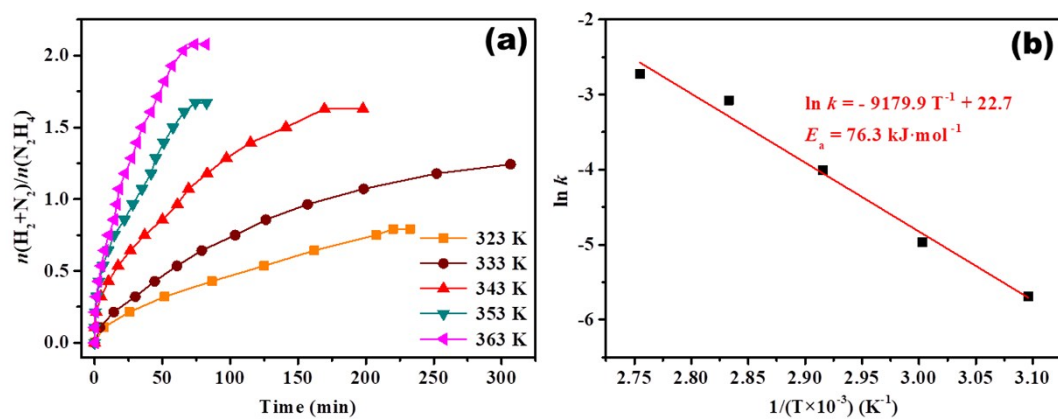 (a)
2.0
1.5
1.0
0.5
0.0
n(H₂+N₂)/n(N₂H₄)
323 K
333 K
343 K
353 K
363 K
0 50 100 150 200 250 300
Time (min)
(b)
-2
-3
-4
-5
-6
ln k
ln k = - 9179.9 T⁻¹ + 22.7
Eₐ = 76.3 kJ·mol⁻¹
2.75 2.80 2.85 2.90 2.95 3.00 3.05 3.10
1/(T×10⁻³) (K⁻¹)